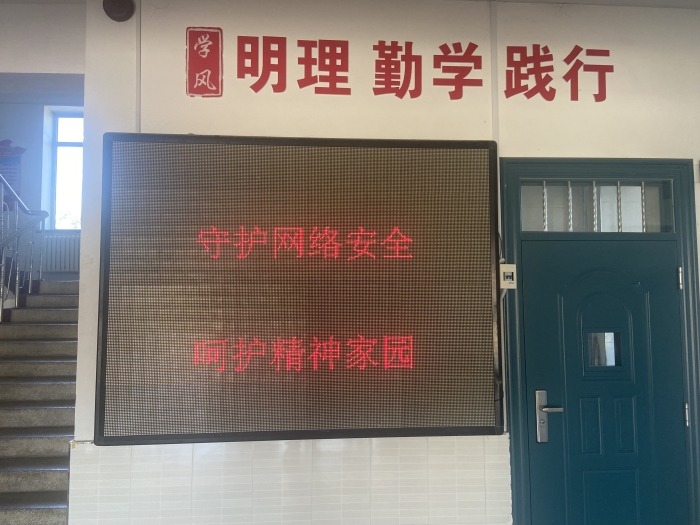 学风 明理 勤学 践行
守护网络安全
呵护精神家园